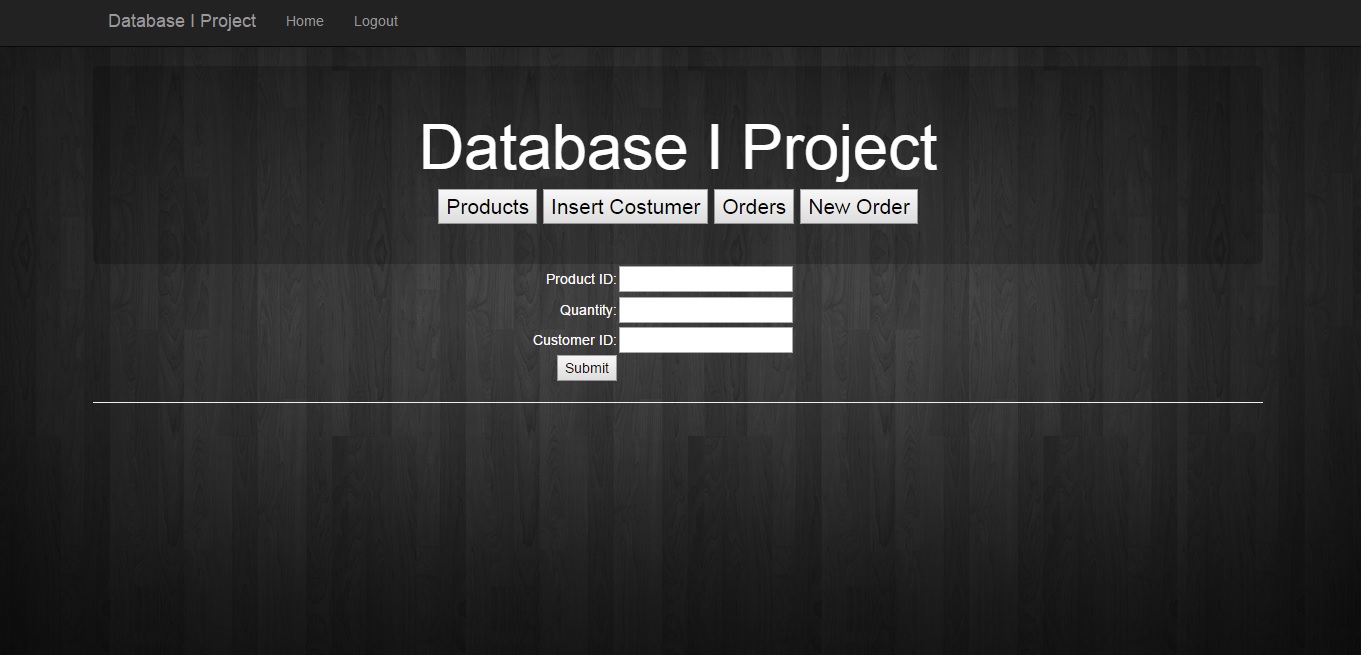 Database I Project Home Logout
Database I Project
Products Insert Costumer Orders New Order
Product ID:
Quantity:
Customer ID:
Submit